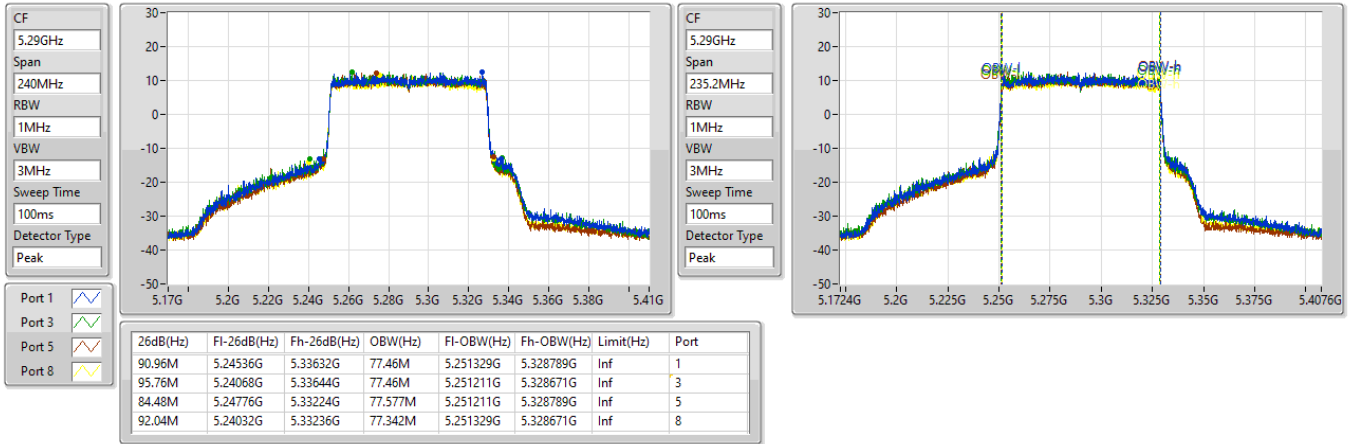 CF
5.29GHz
Span
240MHz
RBW
1MHz
VBW
3MHz
Sweep Time
100ms
Detector Type
Peak
30-
20-
10-
0-
-10-
-20-
-30-
-40-
-50-
5.17G 5.2G 5.22G 5.24G 5.26G 5.28G 5.3G 5.32G 5.34G 5.36G 5.38G 5.41G
CF
5.29GHz
Span
235.2MHz
RBW
1MHz
VBW
3MHz
Sweep Time
100ms
Detector Type
Peak
30-
20-
10-
0-
-10-
-20-
-30-
-40-
-50-
OBW-l OBW-h
5.1724G 5.2G 5.225G 5.25G 5.275G 5.3G 5.325G 5.35G 5.375G 5.4076G
Port 1
Port 3
Port 5
Port 8
26dB(Hz) Fl-26dB(Hz) Fh-26dB(Hz) OBW(Hz) Fl-OBW(Hz) Fh-OBW(Hz) Limit(Hz) Port
90.96M 5.24536G 5.33632G 77.46M 5.251329G 5.328789G Inf 1
95.76M 5.24068G 5.33644G 77.46M 5.251211G 5.328671G Inf 3
84.48M 5.24776G 5.33224G 77.577M 5.251211G 5.328789G Inf 5
92.04M 5.24032G 5.33236G 77.342M 5.251329G 5.328671G Inf 8